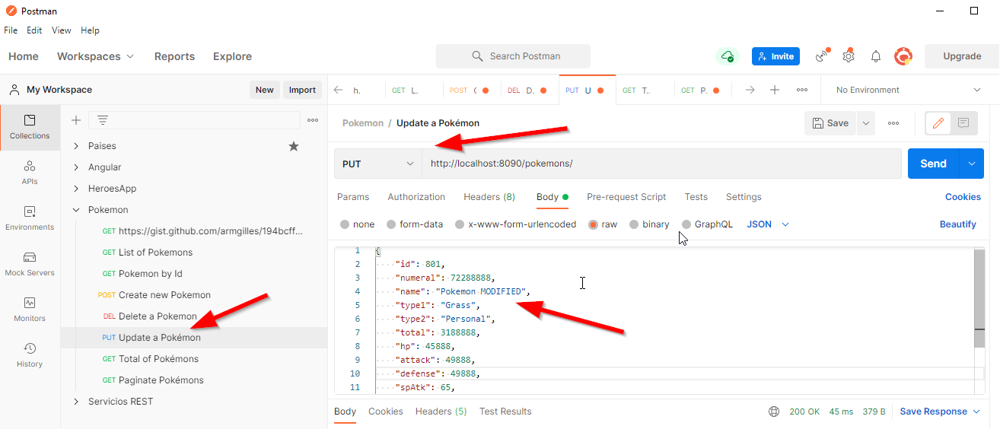 Postman
File Edit View Help
Home Workspaces Reports Explore Search Postman Invite Upgrade
My Workspace New Import
h. GET L. POST DEL D. PUT U GET T.. GET P. No Environment
Collections
APIs
Environments
Mock Servers
Monitors
History
Paises
Angular
HeroesApp
Pokemon
GET https://gist.github.com/armgilles/194bcff...
GET List of Pokemons
GET Pokemon by Id
POST Create new Pokemon
DEL Delete a Pokemon
PUT Update a Pokémon
GET Total of Pokémons
GET Paginate Pokémons
Servicios REST
Pokemon / Update a Pokémon Save
PUT http://localhost:8090/pokemons/ Send
Params Authorization Headers (8) Body Pre-request Script Tests Settings Cookies
none form-data x-www-form-urlencoded raw binary GraphQL JSON Beautify
1 {
2 "id": 801,
3 "numeral": 72288888,
4 "name": "Pokemon MODIFIED",
5 "type1": "Grass",
6 "type2": "Personal",
7 "total": 3188888,
8 "hp": 45888,
9 "attack": 49888,
10 "defense": 49888,
11 "spAtk": 65,
Body Cookies Headers (5) Test Results 200 OK 45 ms 379 B Save Response